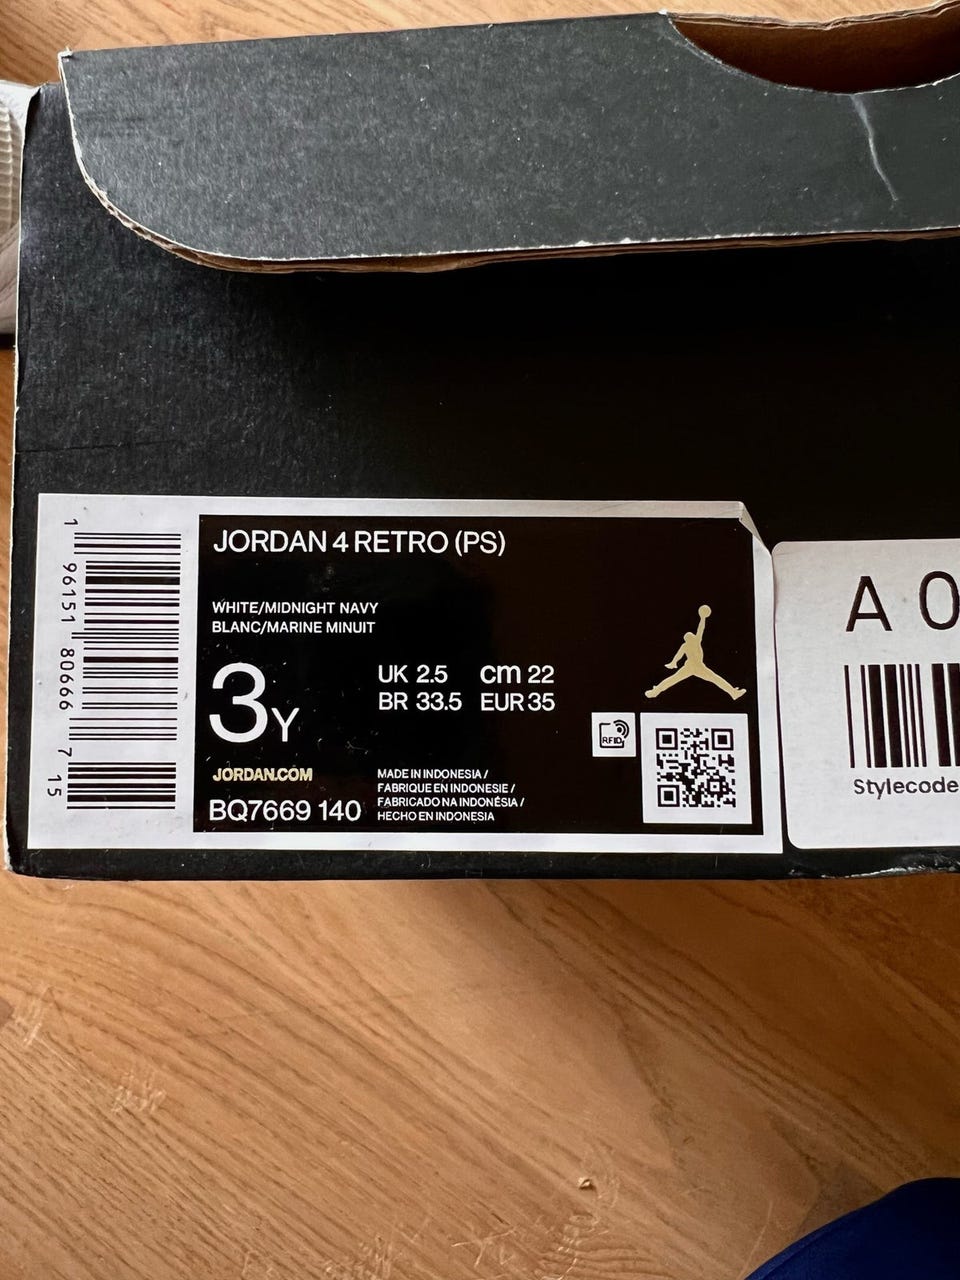 JORDAN 4 RETRO (PS)
WHITE/MIDNIGHT NAVY
BLANC/MARINE MINUIT
3Y
UK 2.5 cm 22
BR 33.5 EUR 35
RFID
JORDAN.COM
BQ7669 140
MADE IN INDONESIA /
FABRIQUE EN INDONESIE /
FABRICADO NA INDONÉSIA /
HECHO EN INDONESIA
1 96151 80666 7 15
A 0
Stylecode